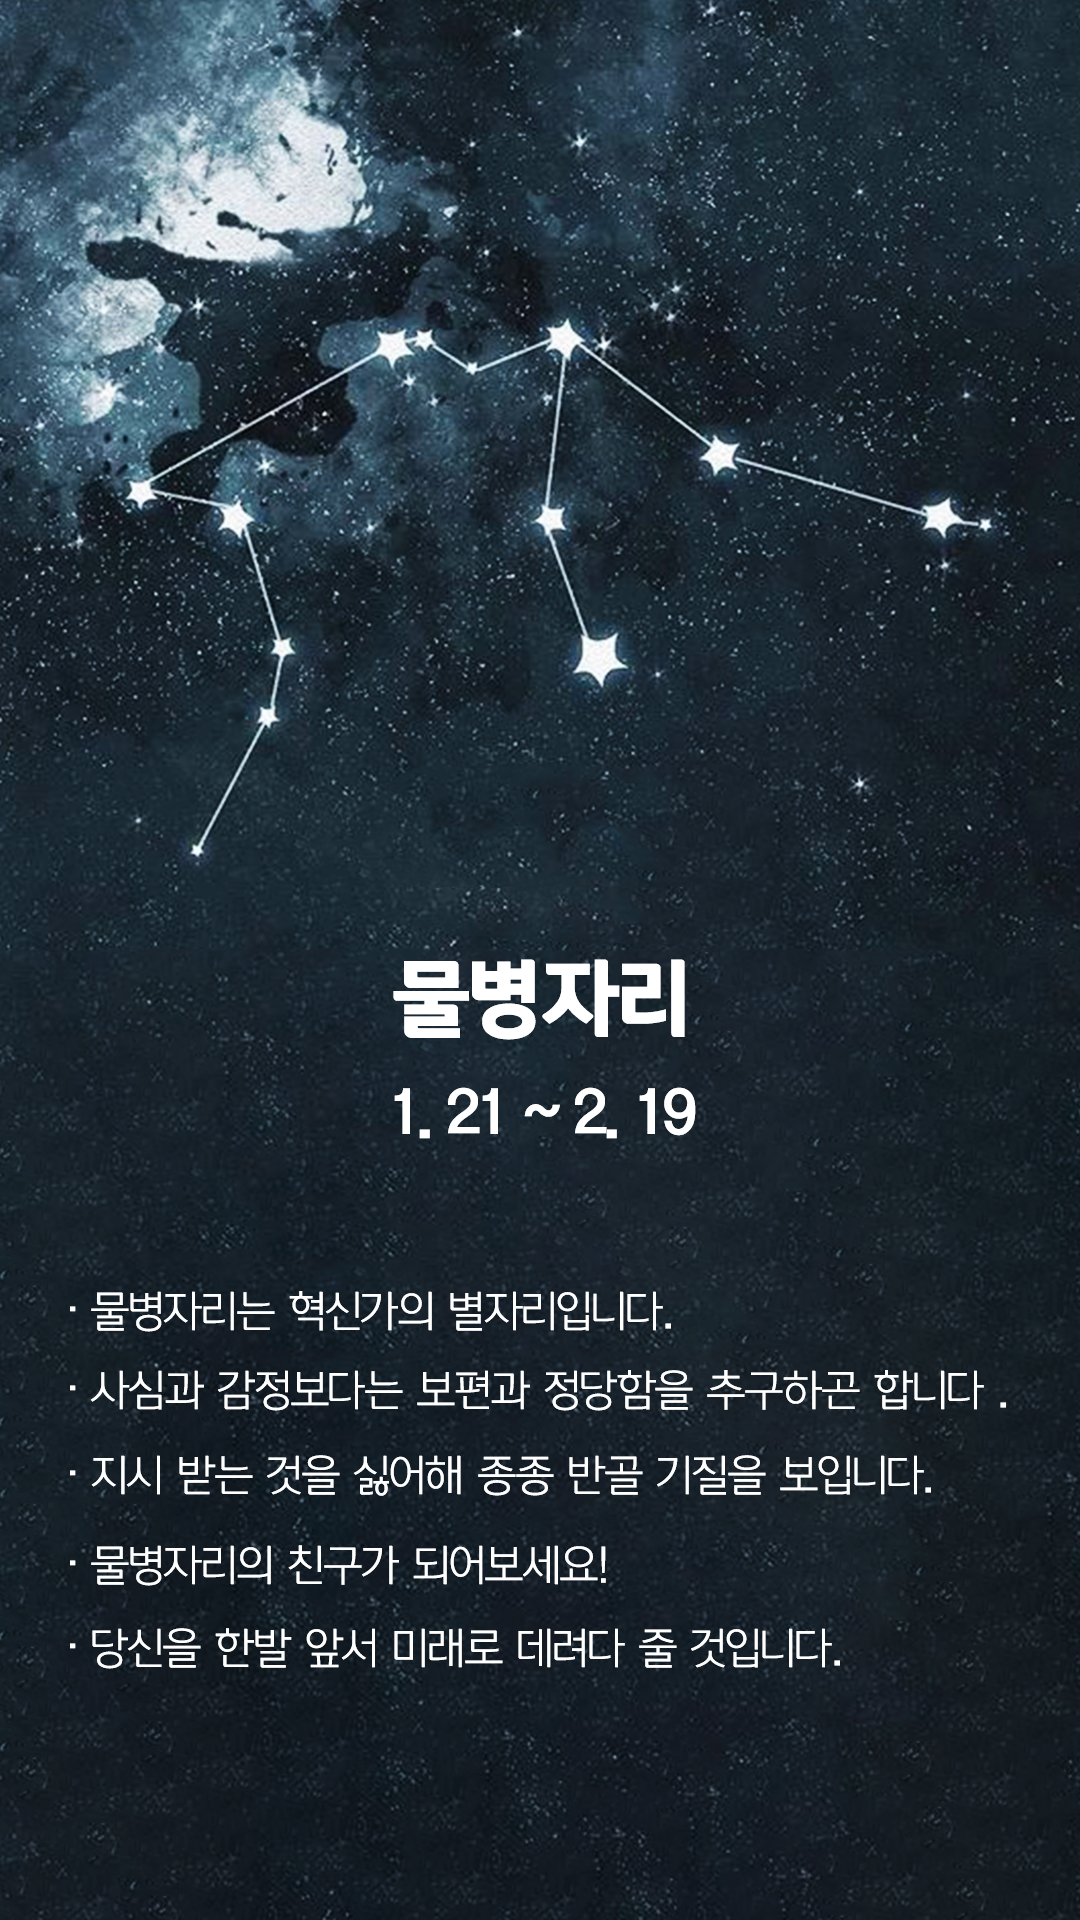 물병자리
1. 21 ~ 2. 19
· 물병자리는 혁신가의 별자리입니다.
· 사심과 감정보다는 보편과 정당함을 추구하곤 합니다 .
· 지시 받는 것을 싫어해 종종 반골 기질을 보입니다.
· 물병자리의 친구가 되어보세요!
· 당신을 한발 앞서 미래로 데려다 줄 것입니다.